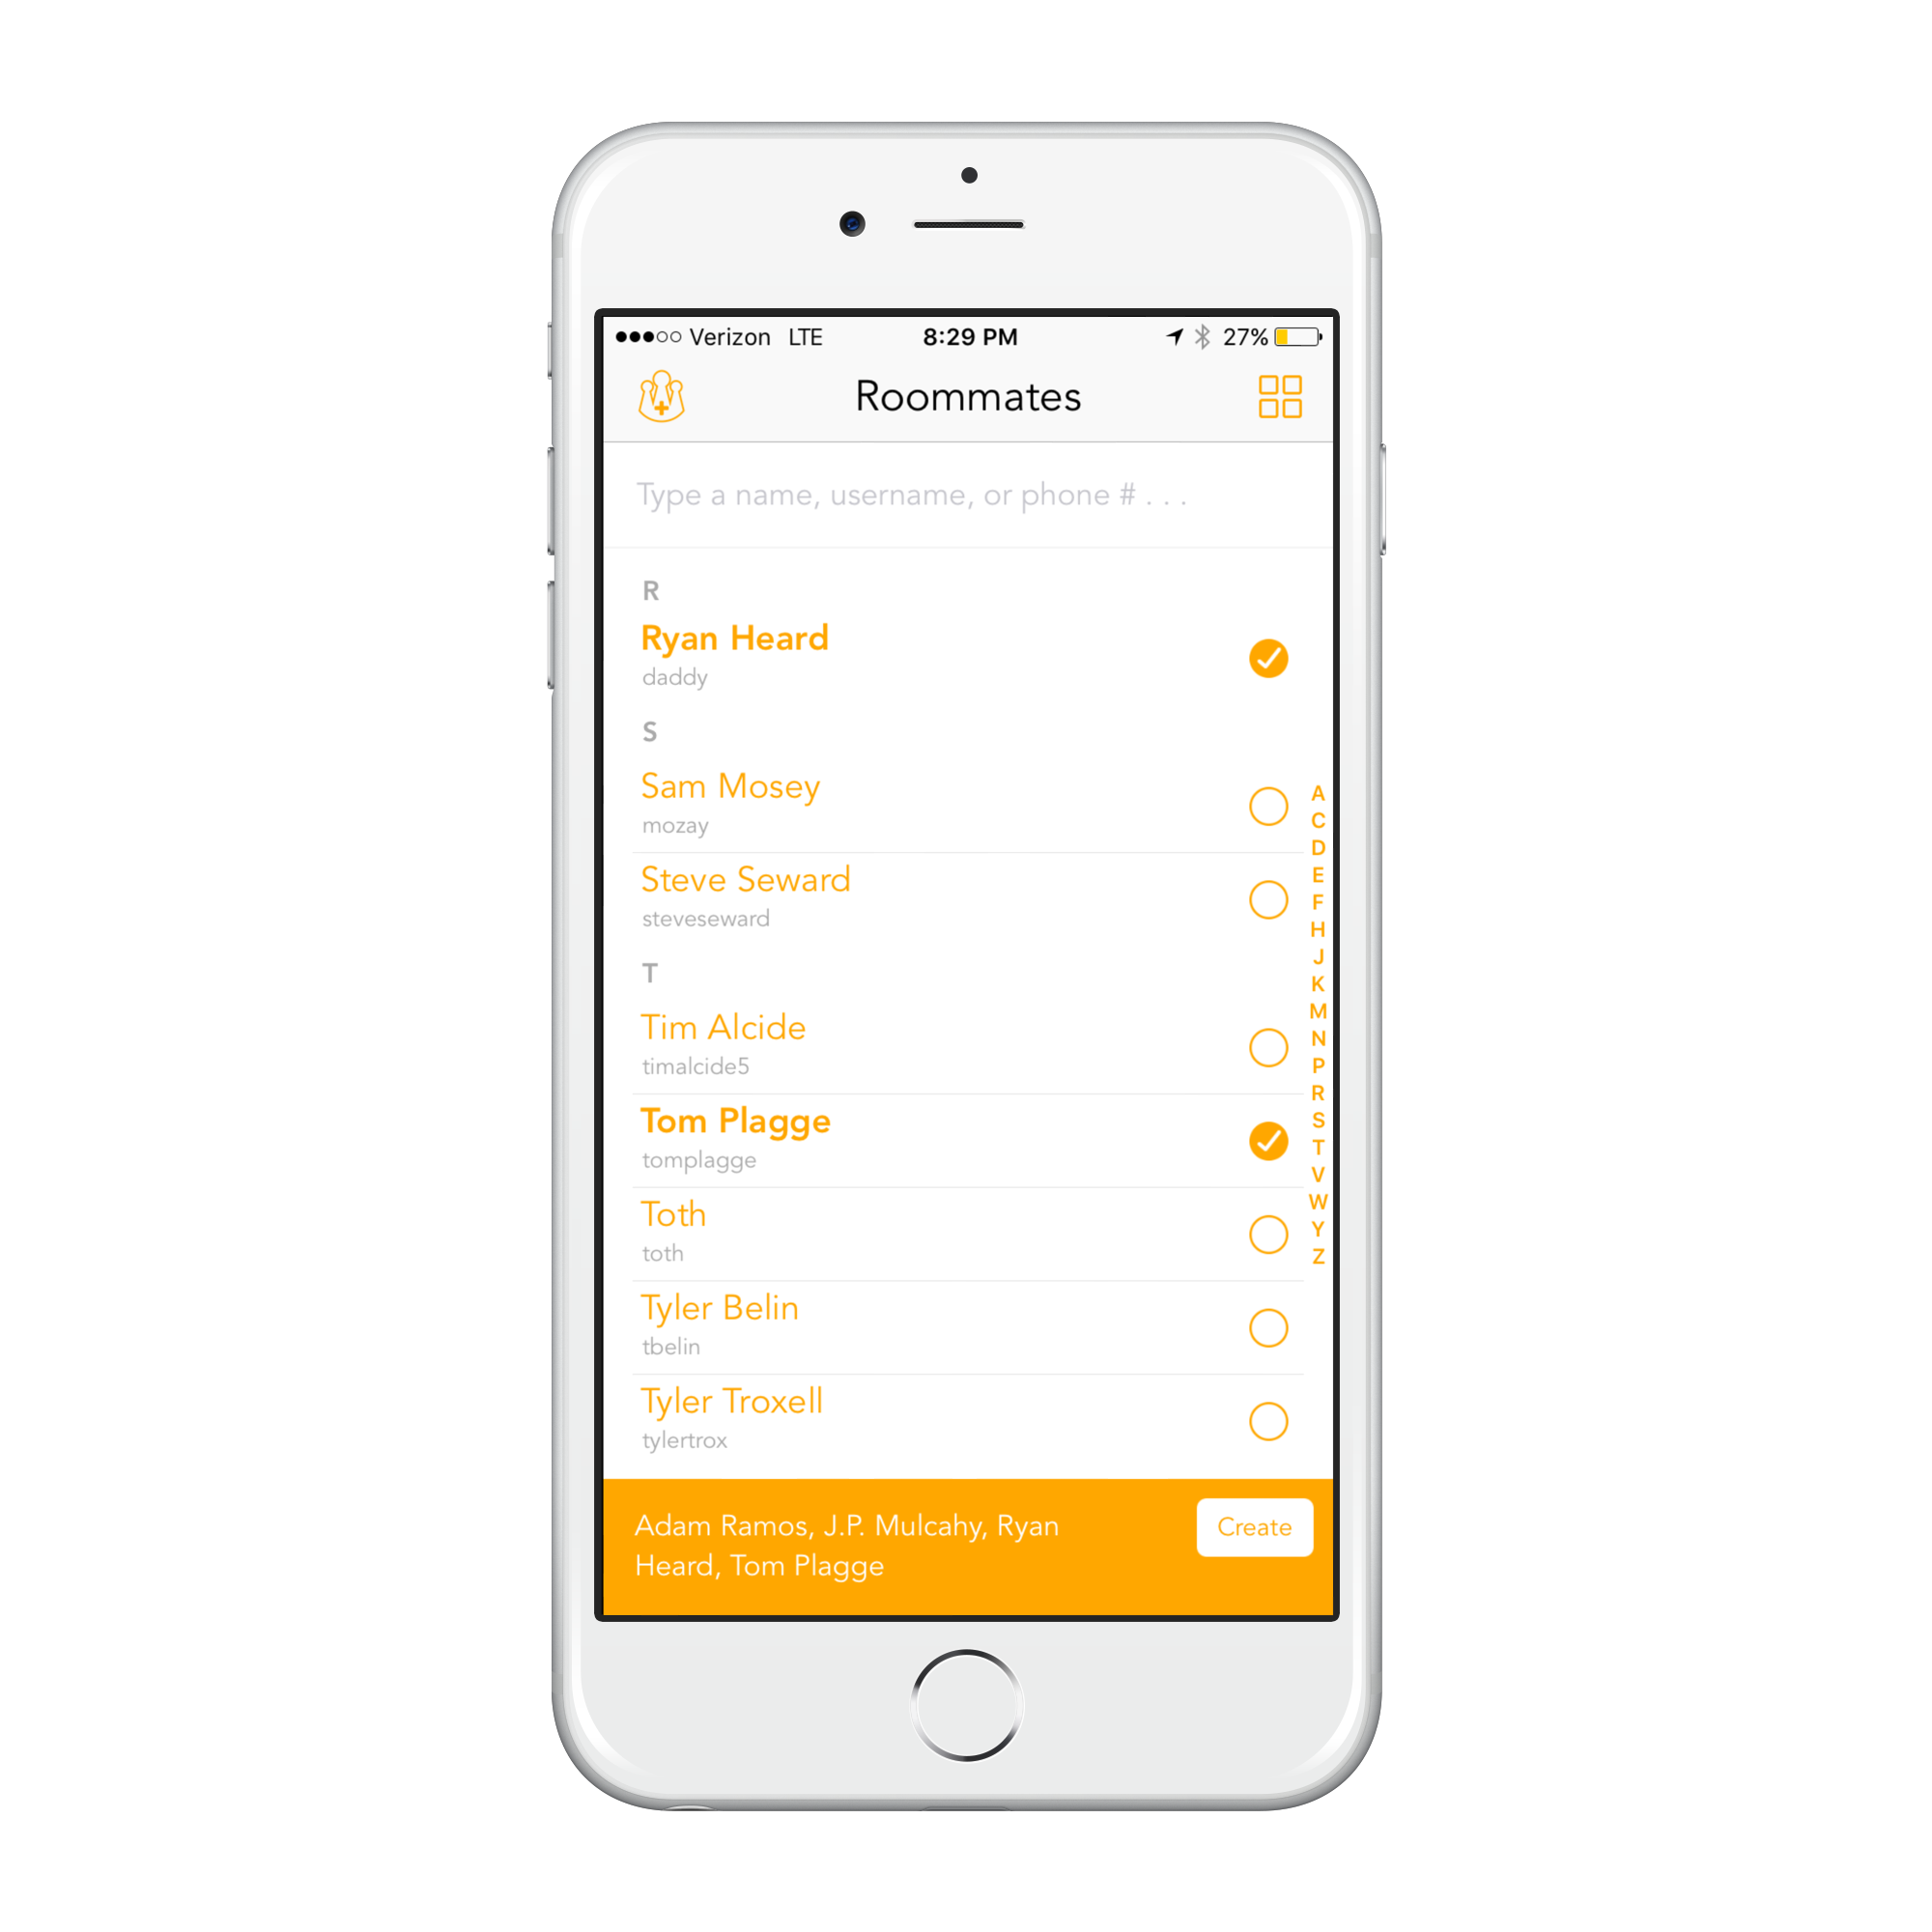 Verizon LTE 8:29 PM 27%
Roommates
Type a name, username, or phone # . . .
R
Ryan Heard
daddy
S
Sam Mosey
mozay
Steve Seward
steveseward
T
Tim Alcide
timalcide5
Tom Plagge
tomplagge
Toth
toth
Tyler Belin
tbelin
Tyler Troxell
tylertrox
A
C
D
E
F
H
J
K
M
N
P
R
S
T
V
W
Y
Z
Adam Ramos, J.P. Mulcahy, Ryan
Heard, Tom Plagge
Create